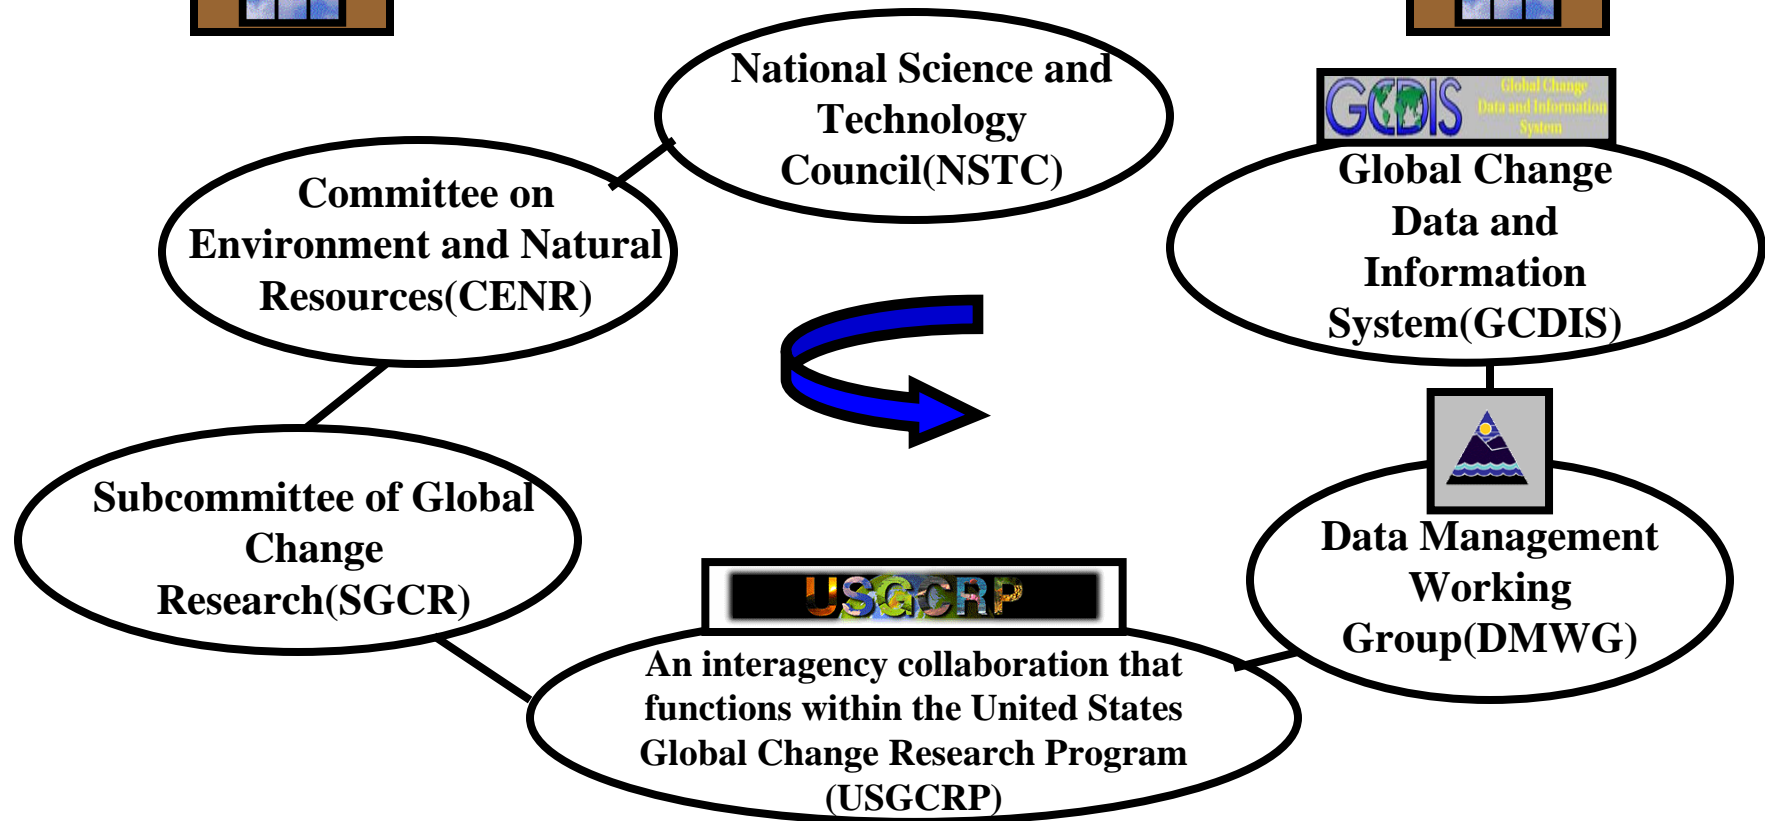 National Science and
Technology
Council(NSTC)
Committee on
Environment and Natural
Resources(CENR)
Subcommittee of Global
Change
Research(SGCR)
USGCRP
An interagency collaboration that
functions within the United States
Global Change Research Program
(USGCRP)
Data Management
Working
Group(DMWG)
GCDIS
Global Change
Data and Information
System
Global Change
Data and
Information
System(GCDIS)